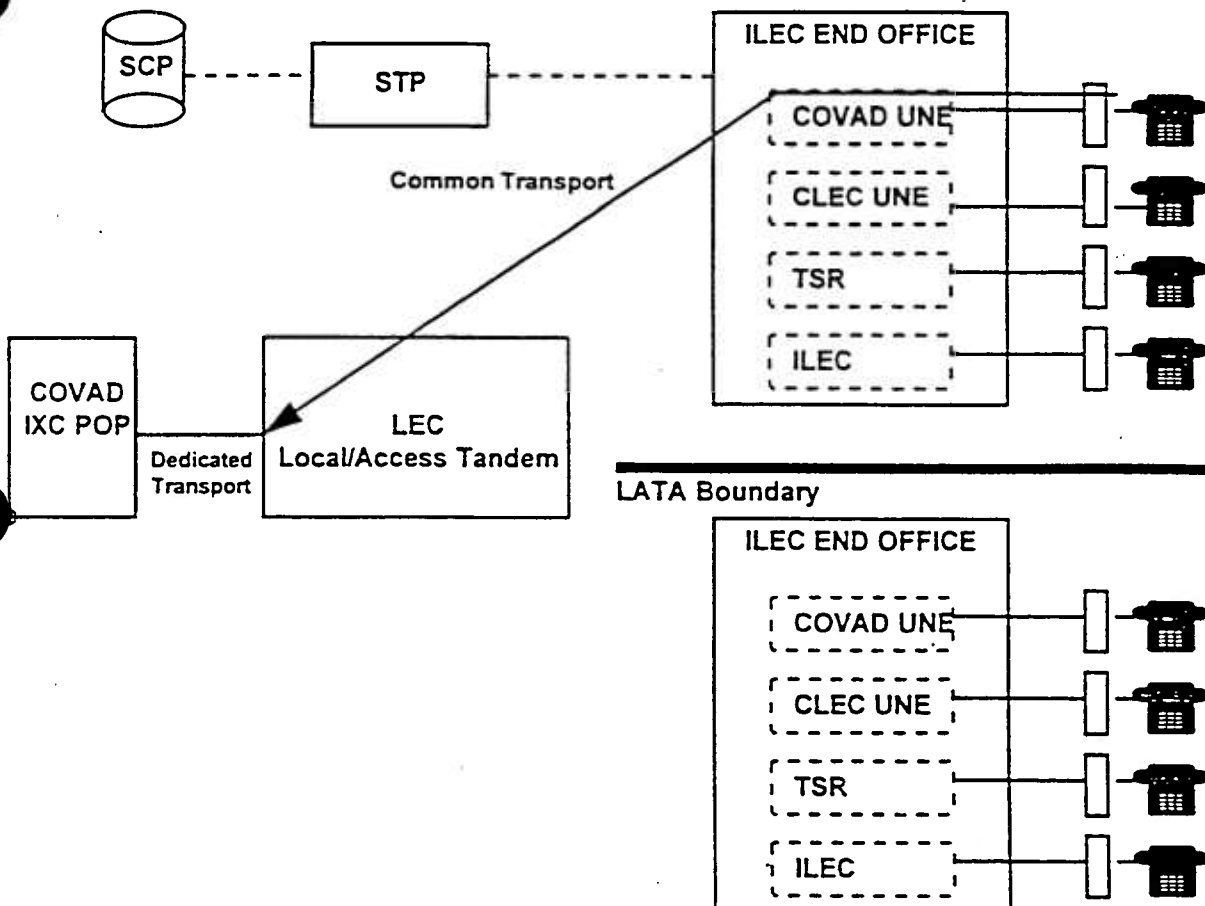 SCP
STP
ILEC END OFFICE
COVAD UNE
CLEC UNE
TSR
ILEC
Common Transport
COVAD
IXC POP
Dedicated
Transport
LEC
Local/Access Tandem
LATA Boundary
ILEC END OFFICE
COVAD UNE
CLEC UNE
TSR
ILEC